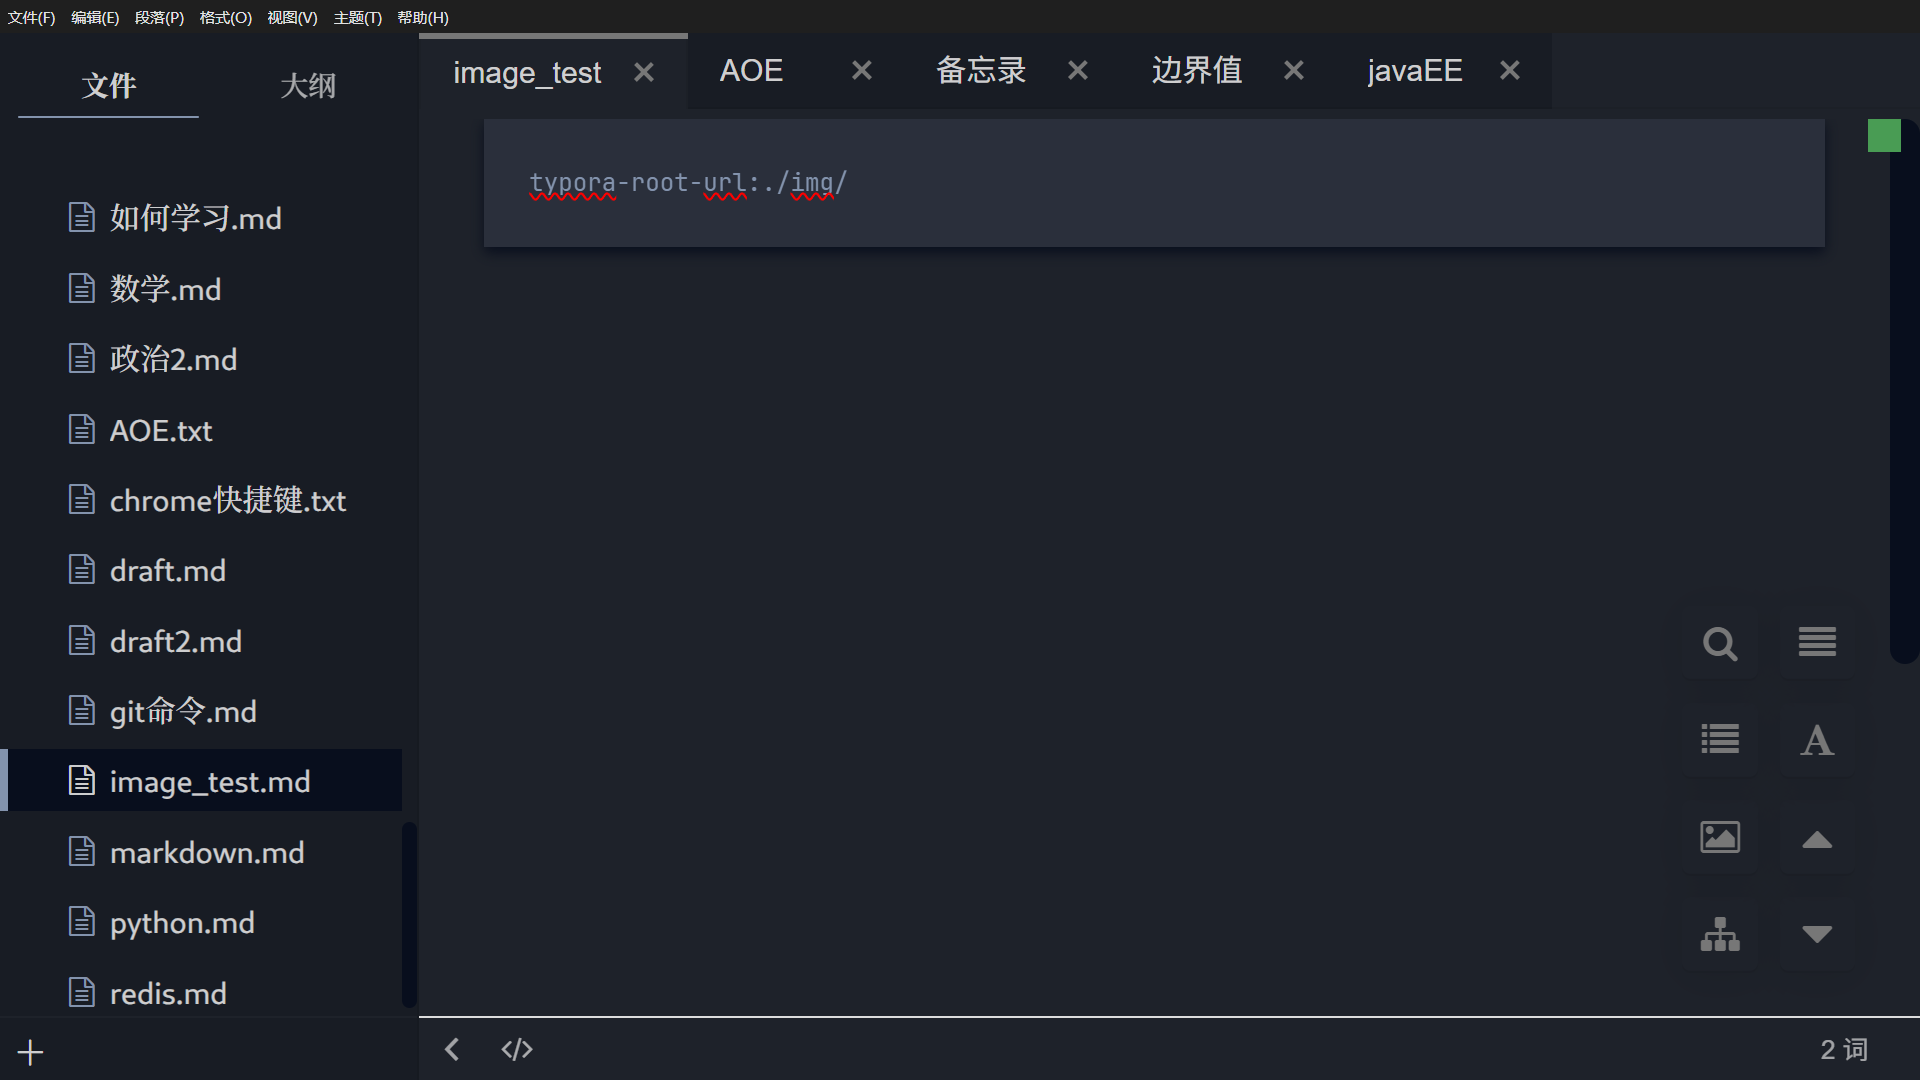 文件(F) 编辑(E) 段落(P) 格式(O) 视图(V) 主题(T) 帮助(H)
文件 大纲
image_test AOE 备忘录 边界值 javaEE
typora-root-url:./img/
如何学习.md
数学.md
政治2.md
AOE.txt
chrome快捷键.txt
draft.md
draft2.md
git命令.md
image_test.md
markdown.md
python.md
redis.md
2 词